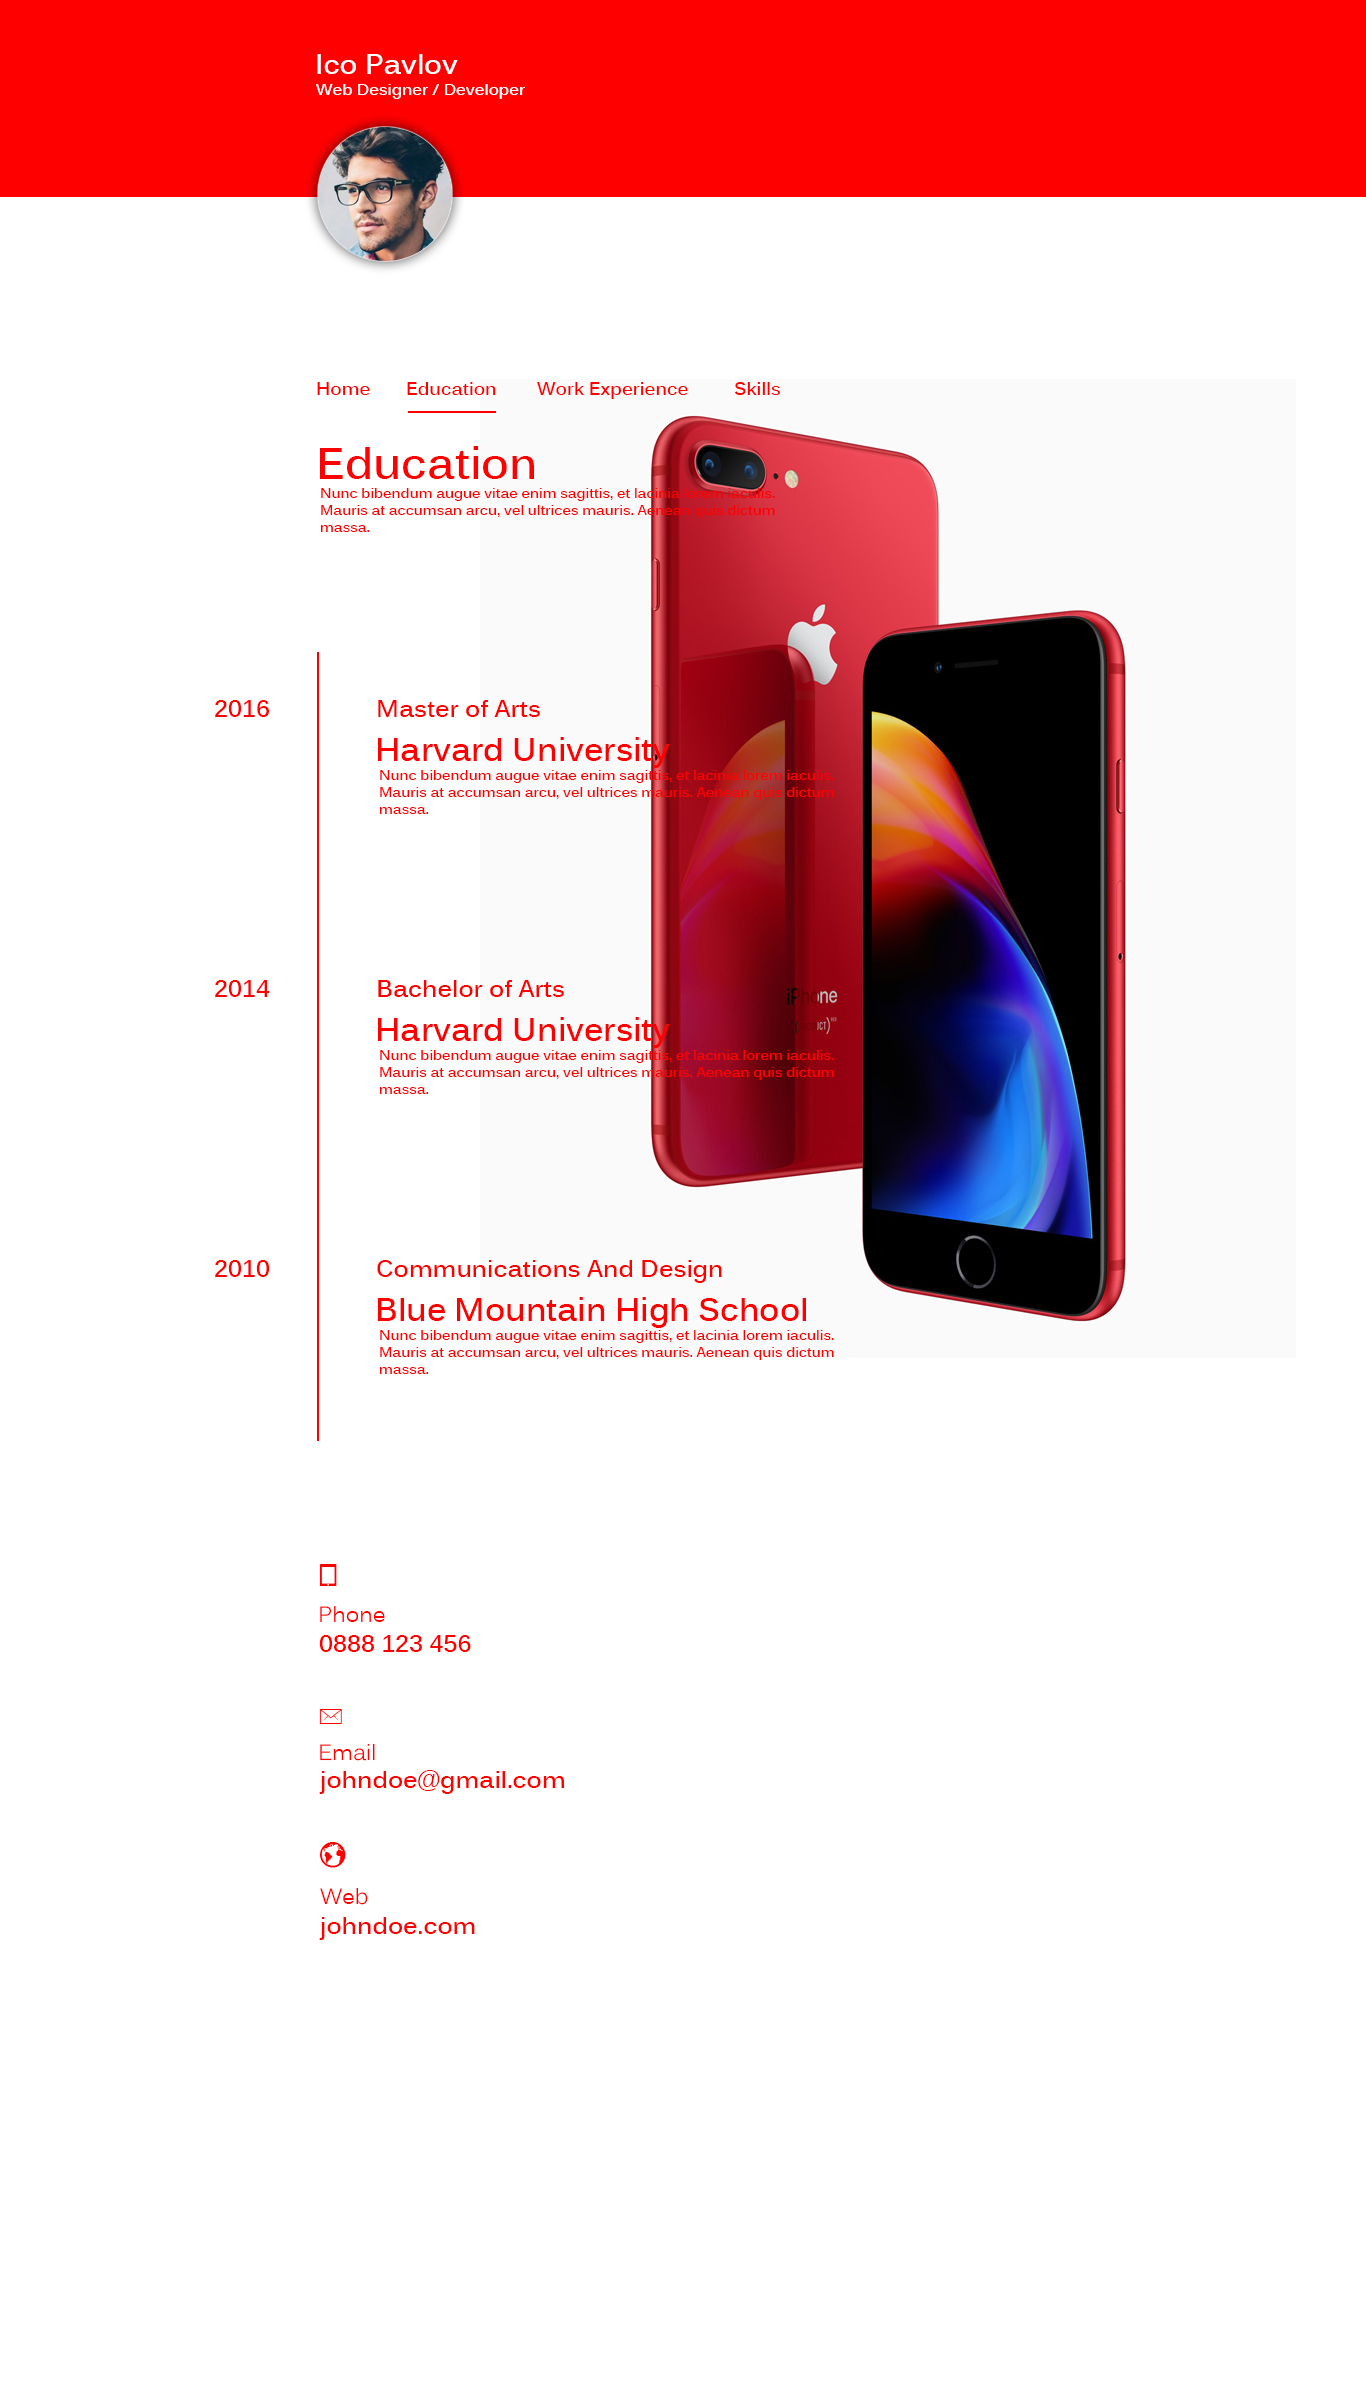 Ico Pavlov
Web Designer / Developer
Home Education Work Experience Skills
Education
Nunc bibendum augue vitae enim sagittis, et lacinia lorem iaculis.
Mauris at accumsan arcu, vel ultrices mauris. Aenean quis dictum
massa.
2016
Master of Arts
Harvard University
Nunc bibendum augue vitae enim sagittis, et lacinia lorem iaculis.
Mauris at accumsan arcu, vel ultrices mauris. Aenean quis dictum
massa.
2014
Bachelor of Arts
iPhone
Harvard University
Nunc bibendum augue vitae enim sagittis, et lacinia lorem iaculis.
Mauris at accumsan arcu, vel ultrices mauris. Aenean quis dictum
massa.
2010
Communications And Design
Blue Mountain High School
Nunc bibendum augue vitae enim sagittis, et lacinia lorem iaculis.
Mauris at accumsan arcu, vel ultrices mauris. Aenean quis dictum
massa.
Phone
0888 123 456
Email
johndoe@gmail.com
Web
johndoe.com